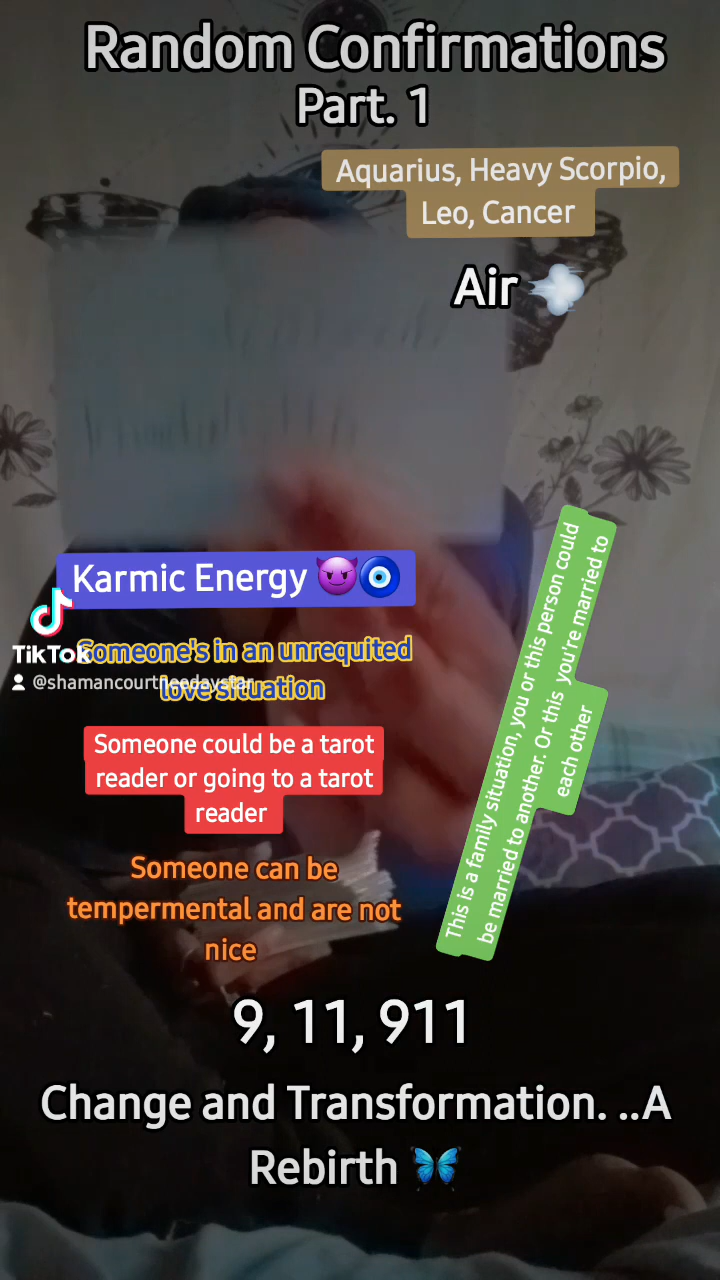 Random Confirmations
Part. 1
Aquarius, Heavy Scorpio,
Leo, Cancer
Air 💨
Karmic Energy 😈🧿
TikTok
Someone's in an unrequited
love situation
Someone could be a tarot
reader or going to a tarot
reader
This is a family situation, you or this person could
be married to another. Or this you're married to
each other
Someone can be
tempermental and are not
nice
9, 11, 911
Change and Transformation. ..A
Rebirth 🦋